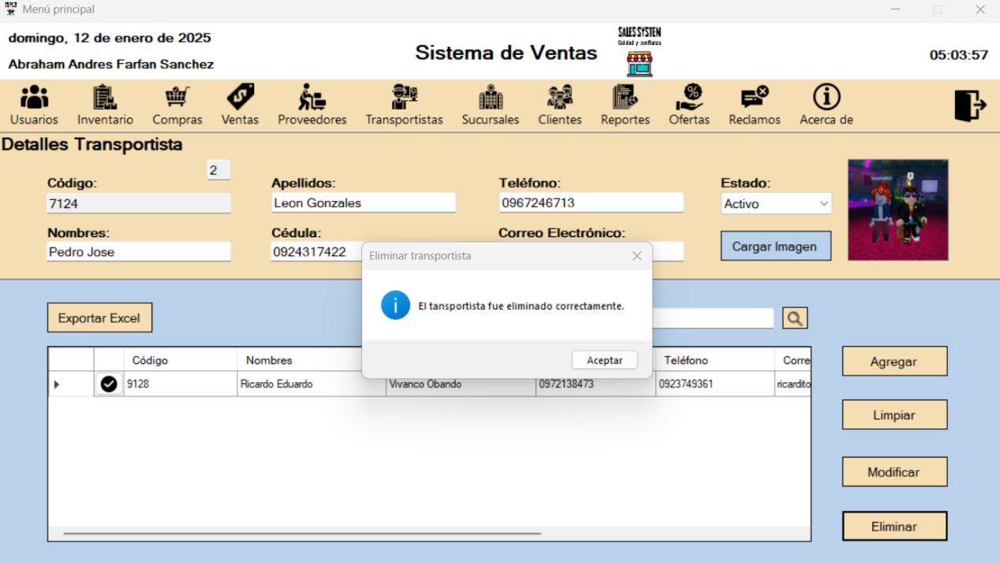 Menú principal
domingo, 12 de enero de 2025
Abraham Andres Farfan Sanchez
Sistema de Ventas
SALES SYSTEM
Calidad y confianza
05:03:57
Usuarios Inventario Compras Ventas Proveedores Transportistas Sucursales Clientes Reportes Ofertas Reclamos Acerca de
Detalles Transportista
2
Código: Apellidos: Teléfono: Estado:
7124 Leon Gonzales 0967246713 Activo
Nombres: Cédula: Correo Electrónico:
Pedro Jose 0924317422
Cargar Imagen
Eliminar transportista
El tansportista fue eliminado correctamente.
Aceptar
Exportar Excel
Código Nombres Teléfono Corre
9128 Ricardo Eduardo Vivanco Obando 0972138473 0923749361 ricardito
Agregar
Limpiar
Modificar
Eliminar